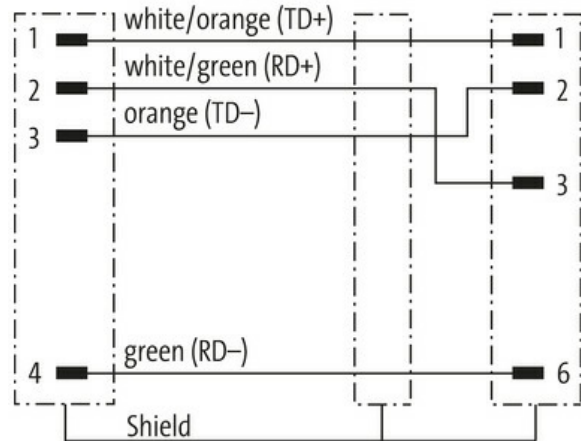 1 white/orange (TD+) 1
2 white/green (RD+) 2
3 orange (TD–)
3
4 green (RD–) 6
Shield